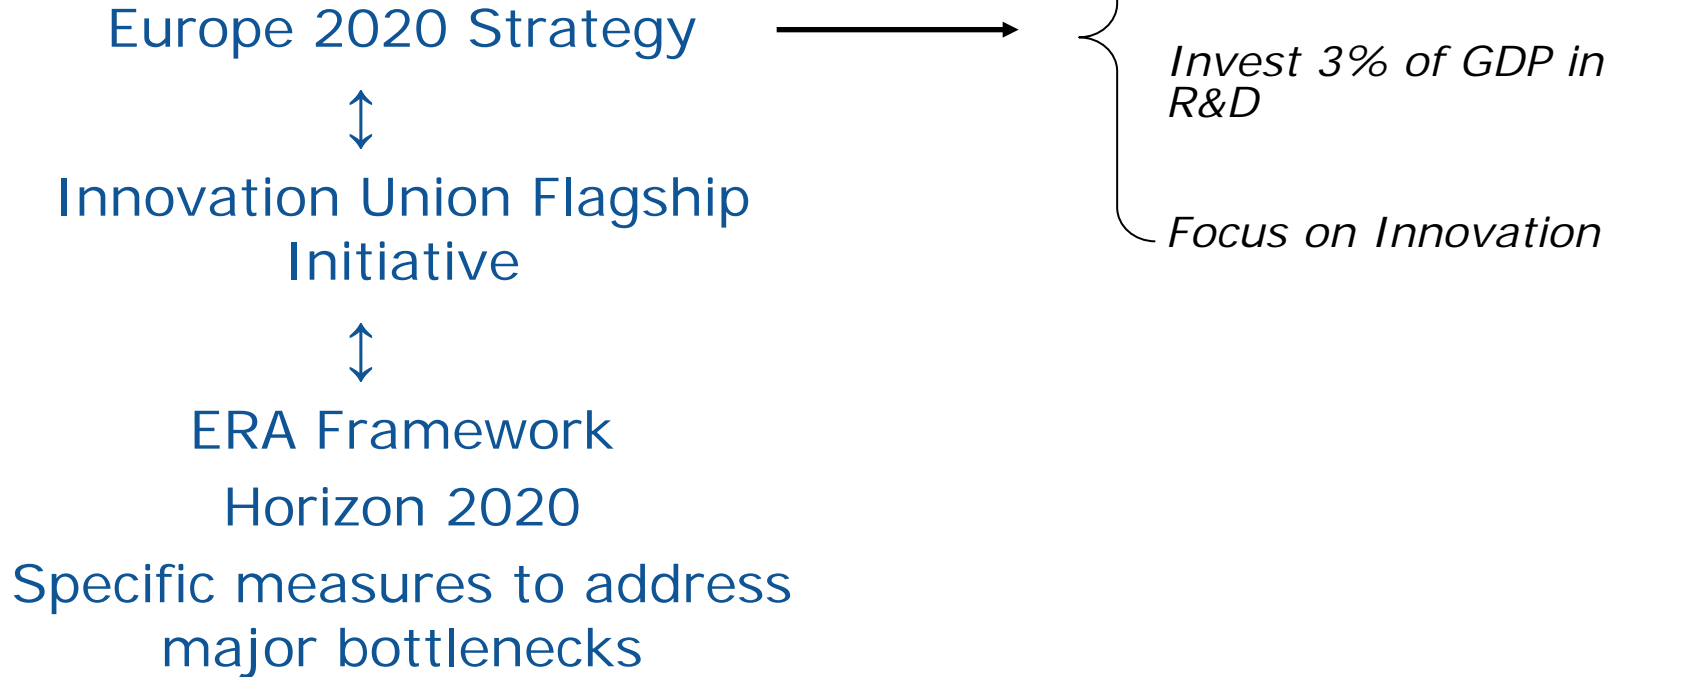 Europe 2020 Strategy
Invest 3% of GDP in
R&D
↕
Innovation Union Flagship
Initiative
Focus on Innovation
↕
ERA Framework
Horizon 2020
Specific measures to address
major bottlenecks